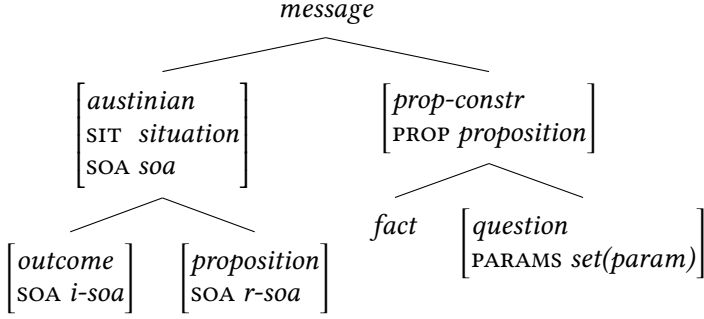 message
austinian
SIT situation
SOA soa
prop-constr
PROP proposition
outcome
SOA i-soa
proposition
SOA r-soa
fact
question
PARAMS set(param)